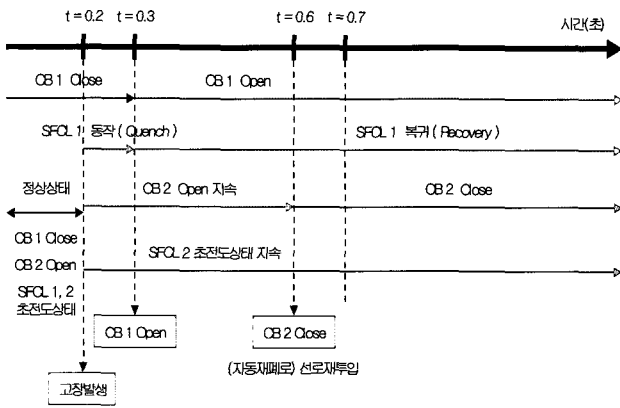 t=0.2 t=0.3 t=0.6 t=0.7
시간(초)
CB 1 Close CB 1 Open
SFCL 1 동작 ( Quench ) SFCL 1 복귀 ( Recovery )
정상상태 CB 2 Open 지속 CB 2 Close
CB 1 Close
CB 2 Open SFCL 2 초전도상태 지속
SFCL 1, 2
초전도상태
CB 1 Open CB 2 Close
(자동재폐로) 선로재투입
고장발생